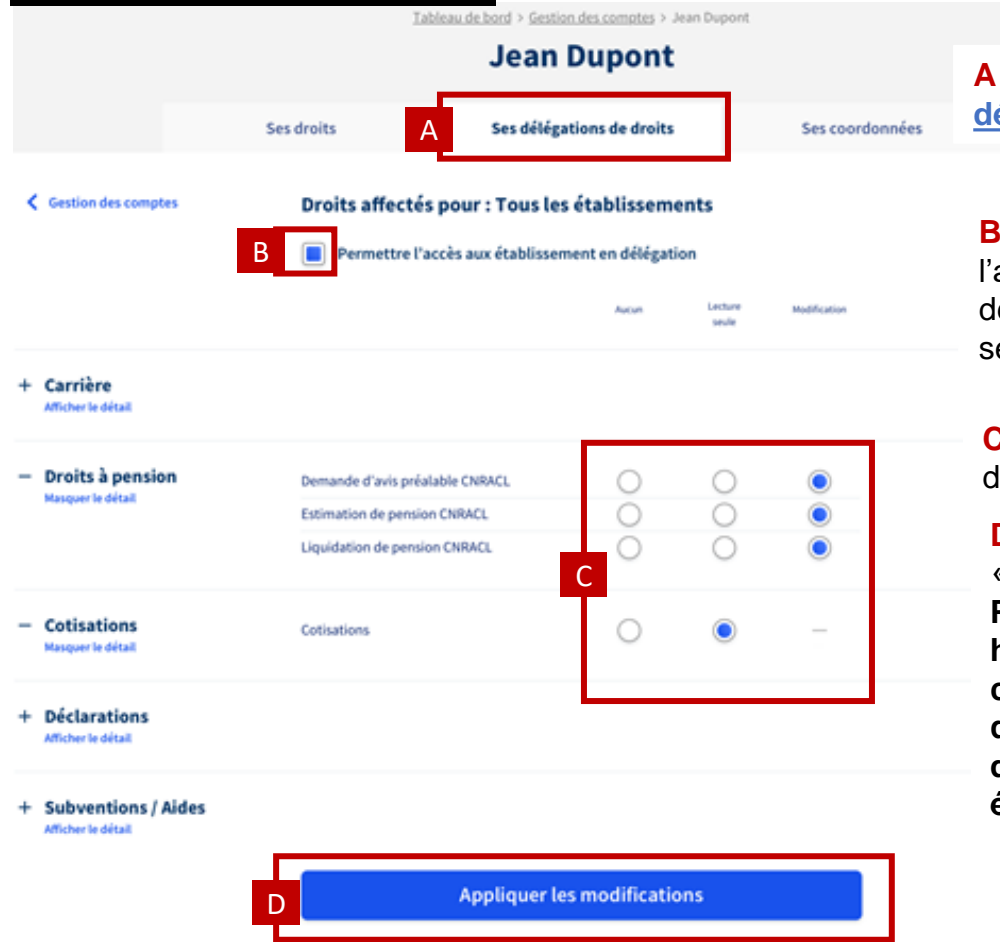 Tableau de bord > Gestion des comptes > Jean Dupont
Jean Dupont
A
dé
Ses droits
A
Ses délégations de droits
Ses coordonnées
Gestion des comptes
Droits affectés pour : Tous les établissements
B
Permettre l'accès aux établissement en délégation
B
l'a
de
se
Aucun
Lecture
seule
Modification
+ Carrière
Afficher le détail
C
d
− Droits à pension
Masquer le détail
Demande d'avis préalable CNRACL
Estimation de pension CNRACL
Liquidation de pension CNRACL
C
D
«
− Cotisations
Masquer le détail
Cotisations
—
+ Déclarations
Afficher le détail
+ Subventions / Aides
Afficher le détail
D
Appliquer les modifications